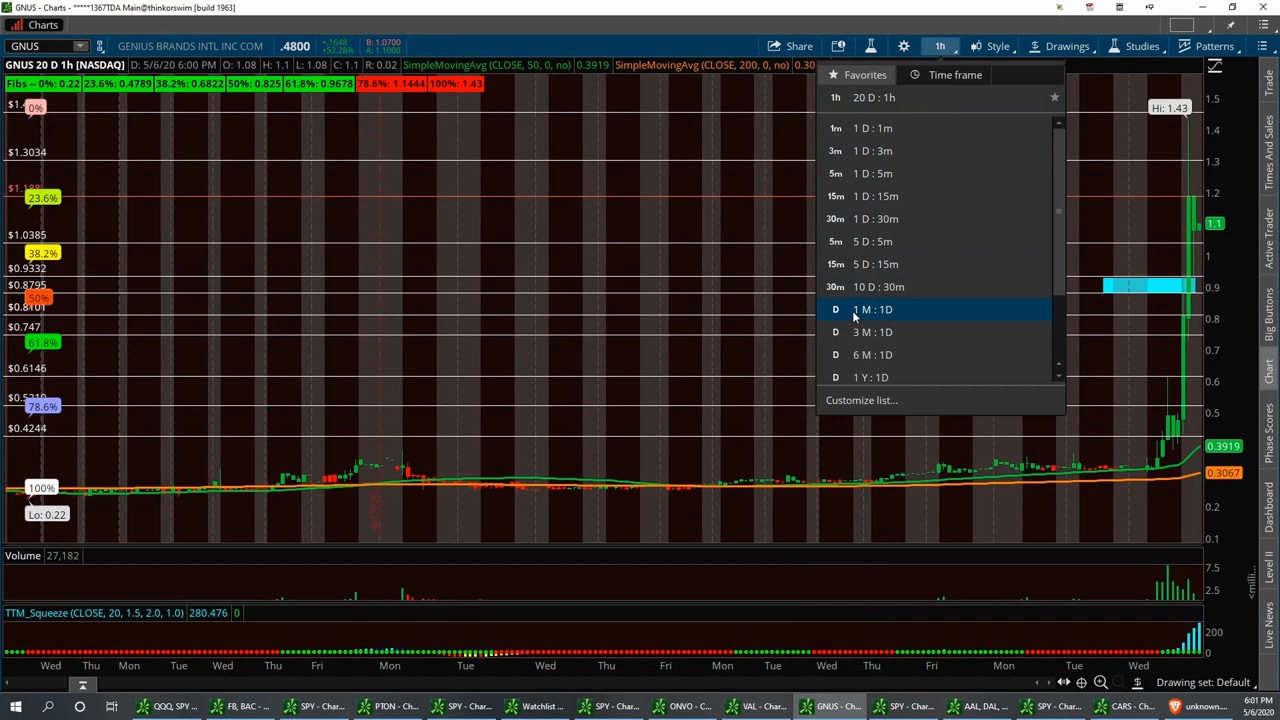 GNUS - Charts - *****1367TDA Main@thinkorswim [build 1963]
Charts
GNUS GENIUS BRANDS INTL INC COM .4800 +.1648 +52.28% B: 1.0700 A: 1.1000 Share 1h Style Drawings Studies Patterns
GNUS 20 D 1h [NASDAQ] D: 5/6/20 6:00 PM O: 1.08 H: 1.1 L: 1.08 C: 1.1 R: 0.02 SimpleMovingAvg (CLOSE, 50, 0, no) 0.3919 SimpleMovingAvg (CLOSE, 200, 0, no) 0.30
Fibs -- 0%: 0.22 23.6%: 0.4789 38.2%: 0.6822 50%: 0.825 61.8%: 0.9678 78.6%: 1.1444 100%: 1.43
Favorites Time frame
1h 20 D : 1h
1m 1 D : 1m
3m 1 D : 3m
5m 1 D : 5m
15m 1 D : 15m
30m 1 D : 30m
5m 5 D : 5m
15m 5 D : 15m
30m 10 D : 30m
D 1 M : 1D
D 3 M : 1D
D 6 M : 1D
D 1 Y : 1D
Customize list...
0%
$1.3034
23.6%
$1.0385
38.2%
$0.9332
$0.8795
50%
$0.8101
$0.747
61.8%
$0.6146
78.6%
$0.4244
100%
Lo: 0.22
Hi: 1.43
1.5
1.4
1.3
1.2
1.1
1
0.9
0.8
0.7
0.6
0.5
0.3919
0.3067
0.2
0.1
Volume 27,182
7.5
2.5
<milli...
TTM_Squeeze (CLOSE, 20, 1.5, 2.0, 1.0) 280.476 0
200
0
Wed Thu Mon Tue Wed Thu Fri Mon Tue Wed Thu Fri Mon Tue Wed Thu Fri Mon Tue Wed
Drawing set: Default
Trade
Times And Sales
Active Trader
Big Buttons
Chart
Phase Scores
Dashboard
Level II
Live News
QQQ, SPY ... FB, BAC - ... SPY - Char... PTON - Ch... SPY - Char... Watchlist ... SPY - Char... ONVO - C... VAL - Char... GNUS - Ch... SPY - Char... AAL, DAL, ... SPY - Char... CARS - Ch... unknown....
6:01 PM
5/6/2020